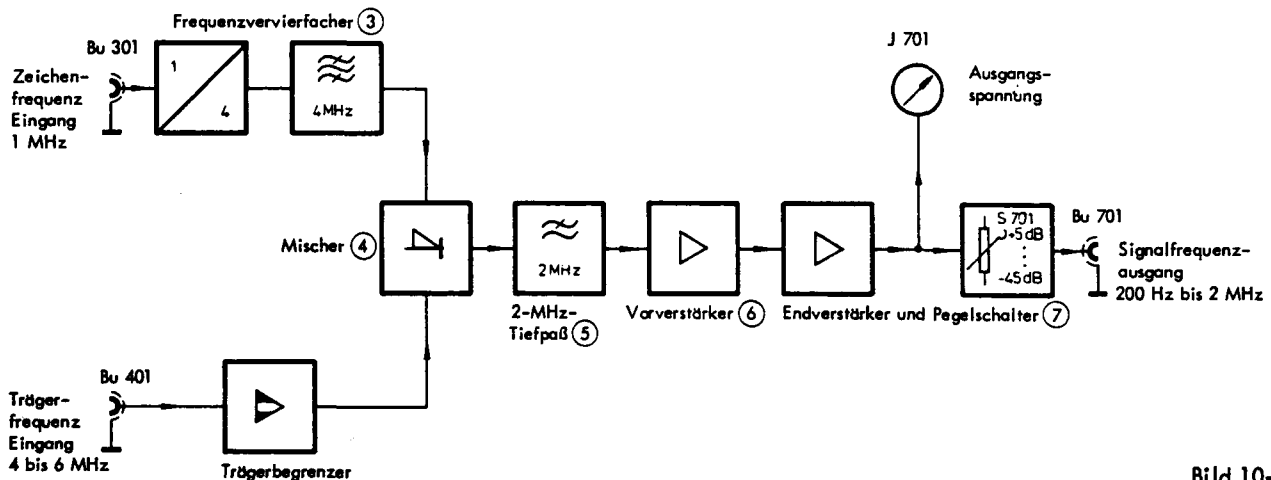 Frequenzvervierfacher ③
Bu 301
J 701
Zeichen-
frequenz
Eingang
1 MHz
1
4
4MHz
Ausgangs-
spannung
Mischer ④
2MHz
2-MHz-
Tiefpaß ⑤
Vorverstärker ⑥
S 701
+5dB
-45dB
Endverstärker und Pegelschalter ⑦
Bu 701
Signalfrequenz-
ausgang
200 Hz bis 2 MHz
Bu 401
Träger-
frequenz
Eingang
4 bis 6 MHz
Trägerbegrenzer
Bild 10-